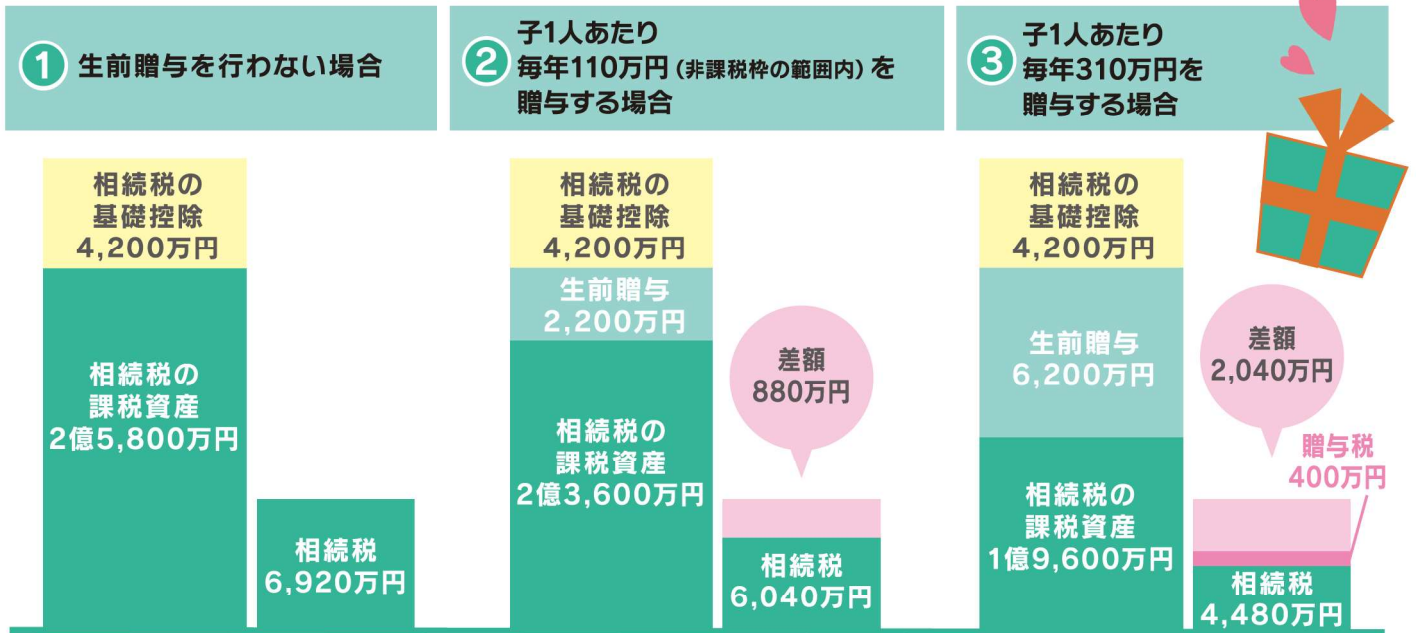 1 生前贈与を行わない場合
相続税の
基礎控除
4,200万円
相続税の
課税資産
2億5,800万円
相続税
6,920万円
2 子1人あたり
毎年110万円(非課税枠の範囲内)を
贈与する場合
相続税の
基礎控除
4,200万円
生前贈与
2,200万円
相続税の
課税資産
2億3,600万円
差額
880万円
相続税
6,040万円
3 子1人あたり
毎年310万円を
贈与する場合
相続税の
基礎控除
4,200万円
生前贈与
6,200万円
相続税の
課税資産
1億9,600万円
差額
2,040万円
贈与税
400万円
相続税
4,480万円